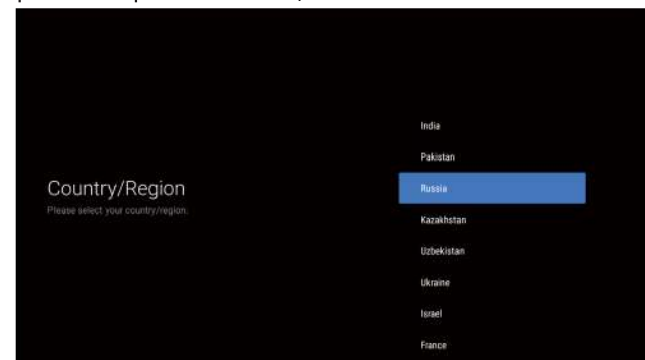 India
Pakistan
Country/Region
Russia
Please select your country/region.
Kazakhstan
Uzbekistan
Ukraine
Israel
France